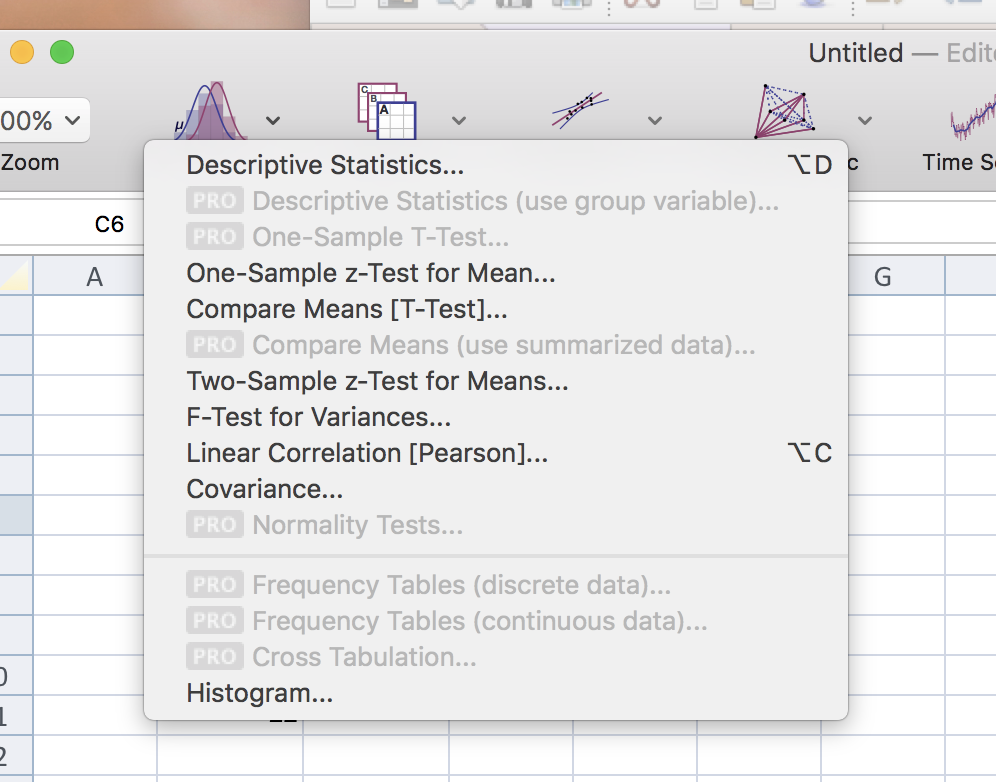 Untitled — Edit
00%
μ
C
B
A
Zoom
c
Time S
C6
A
G
Descriptive Statistics... ⌥D
PRO Descriptive Statistics (use group variable)...
PRO One-Sample T-Test...
One-Sample z-Test for Mean...
Compare Means [T-Test]...
PRO Compare Means (use summarized data)...
Two-Sample z-Test for Means...
F-Test for Variances...
Linear Correlation [Pearson]... ⌥C
Covariance...
PRO Normality Tests...
PRO Frequency Tables (discrete data)...
PRO Frequency Tables (continuous data)...
PRO Cross Tabulation...
Histogram...
0
1
2